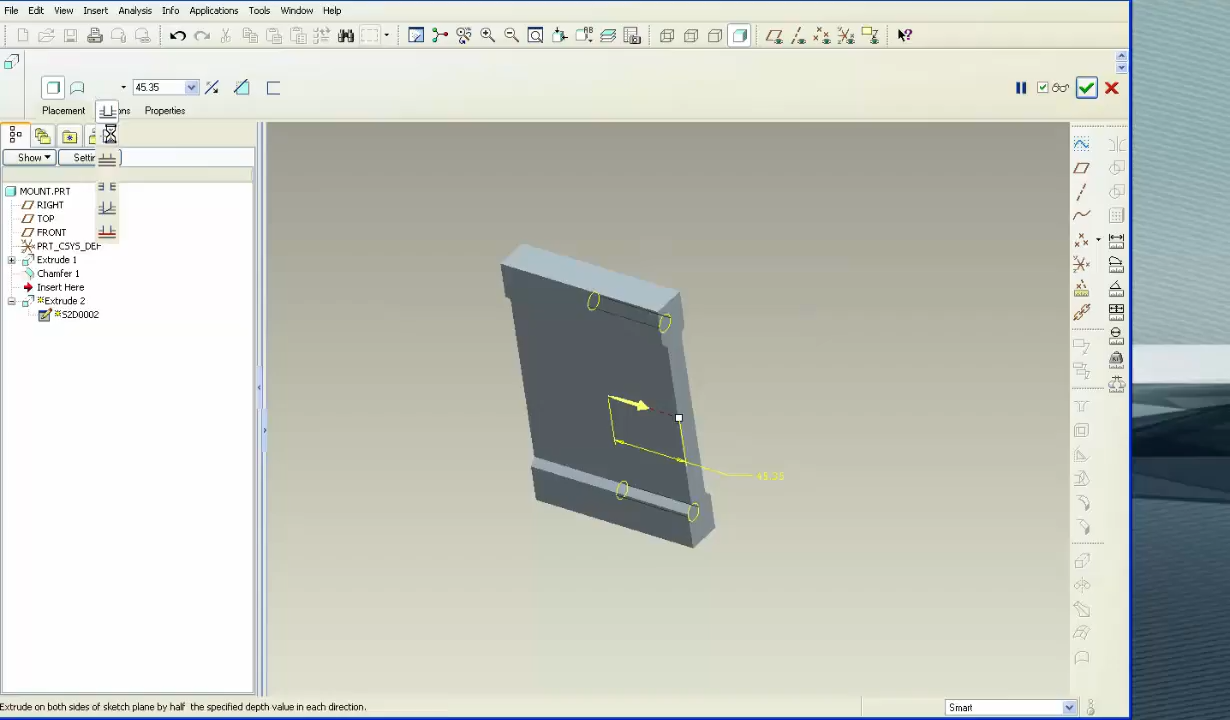 File Edit View Insert Analysis Info Applications Tools Window Help
45.35
Placement Properties
Show
MOUNT.PRT
RIGHT
TOP
FRONT
PRT_CSYS_DEF
Extrude 1
Chamfer 1
Insert Here
Extrude 2
S2D0002
45.35
Extrude on both sides of sketch plane by half the specified depth value in each direction.
Smart